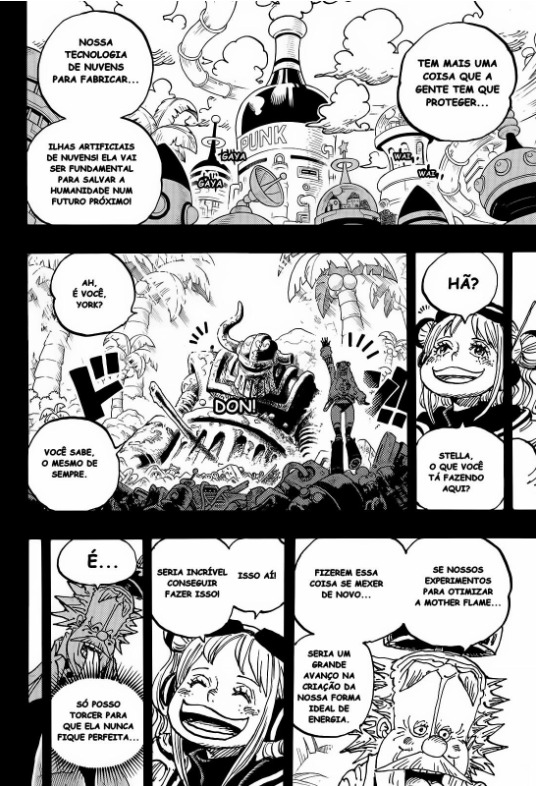 TEM MAIS UMA
COISA QUE A
GENTE TEM QUE
PROTEGER...
NOSSA
TECNOLOGIA
DE NUVENS
PARA FABRICAR...
ILHAS ARTIFICIAIS
DE NUVENS! ELA VAI
SER FUNDAMENTAL
PARA SALVAR A
HUMANIDADE NUM
FUTURO PRÓXIMO!
WAI
WAI
PUNK
GAYA
GAYA
HÃ?
STELLA,
O QUE VOCÊ
TÁ FAZENDO
AQUI?
AH,
É VOCÊ,
YORK?
ド
DON!
VOCÊ SABE,
O MESMO DE
SEMPRE.
SE NOSSOS
EXPERIMENTOS
PARA OTIMIZAR
A MOTHER FLAME...
FIZEREM ESSA
COISA SE MEXER
DE NOVO...
SERIA UM
GRANDE
AVANÇO NA
CRIAÇÃO DA
NOSSA FORMA
IDEAL DE
ENERGIA.
ISSO AÍ!
SERIA INCRÍVEL
CONSEGUIR
FAZER ISSO!
É...
SÓ POSSO
TORCER PARA
QUE ELA NUNCA
FIQUE PERFEITA...